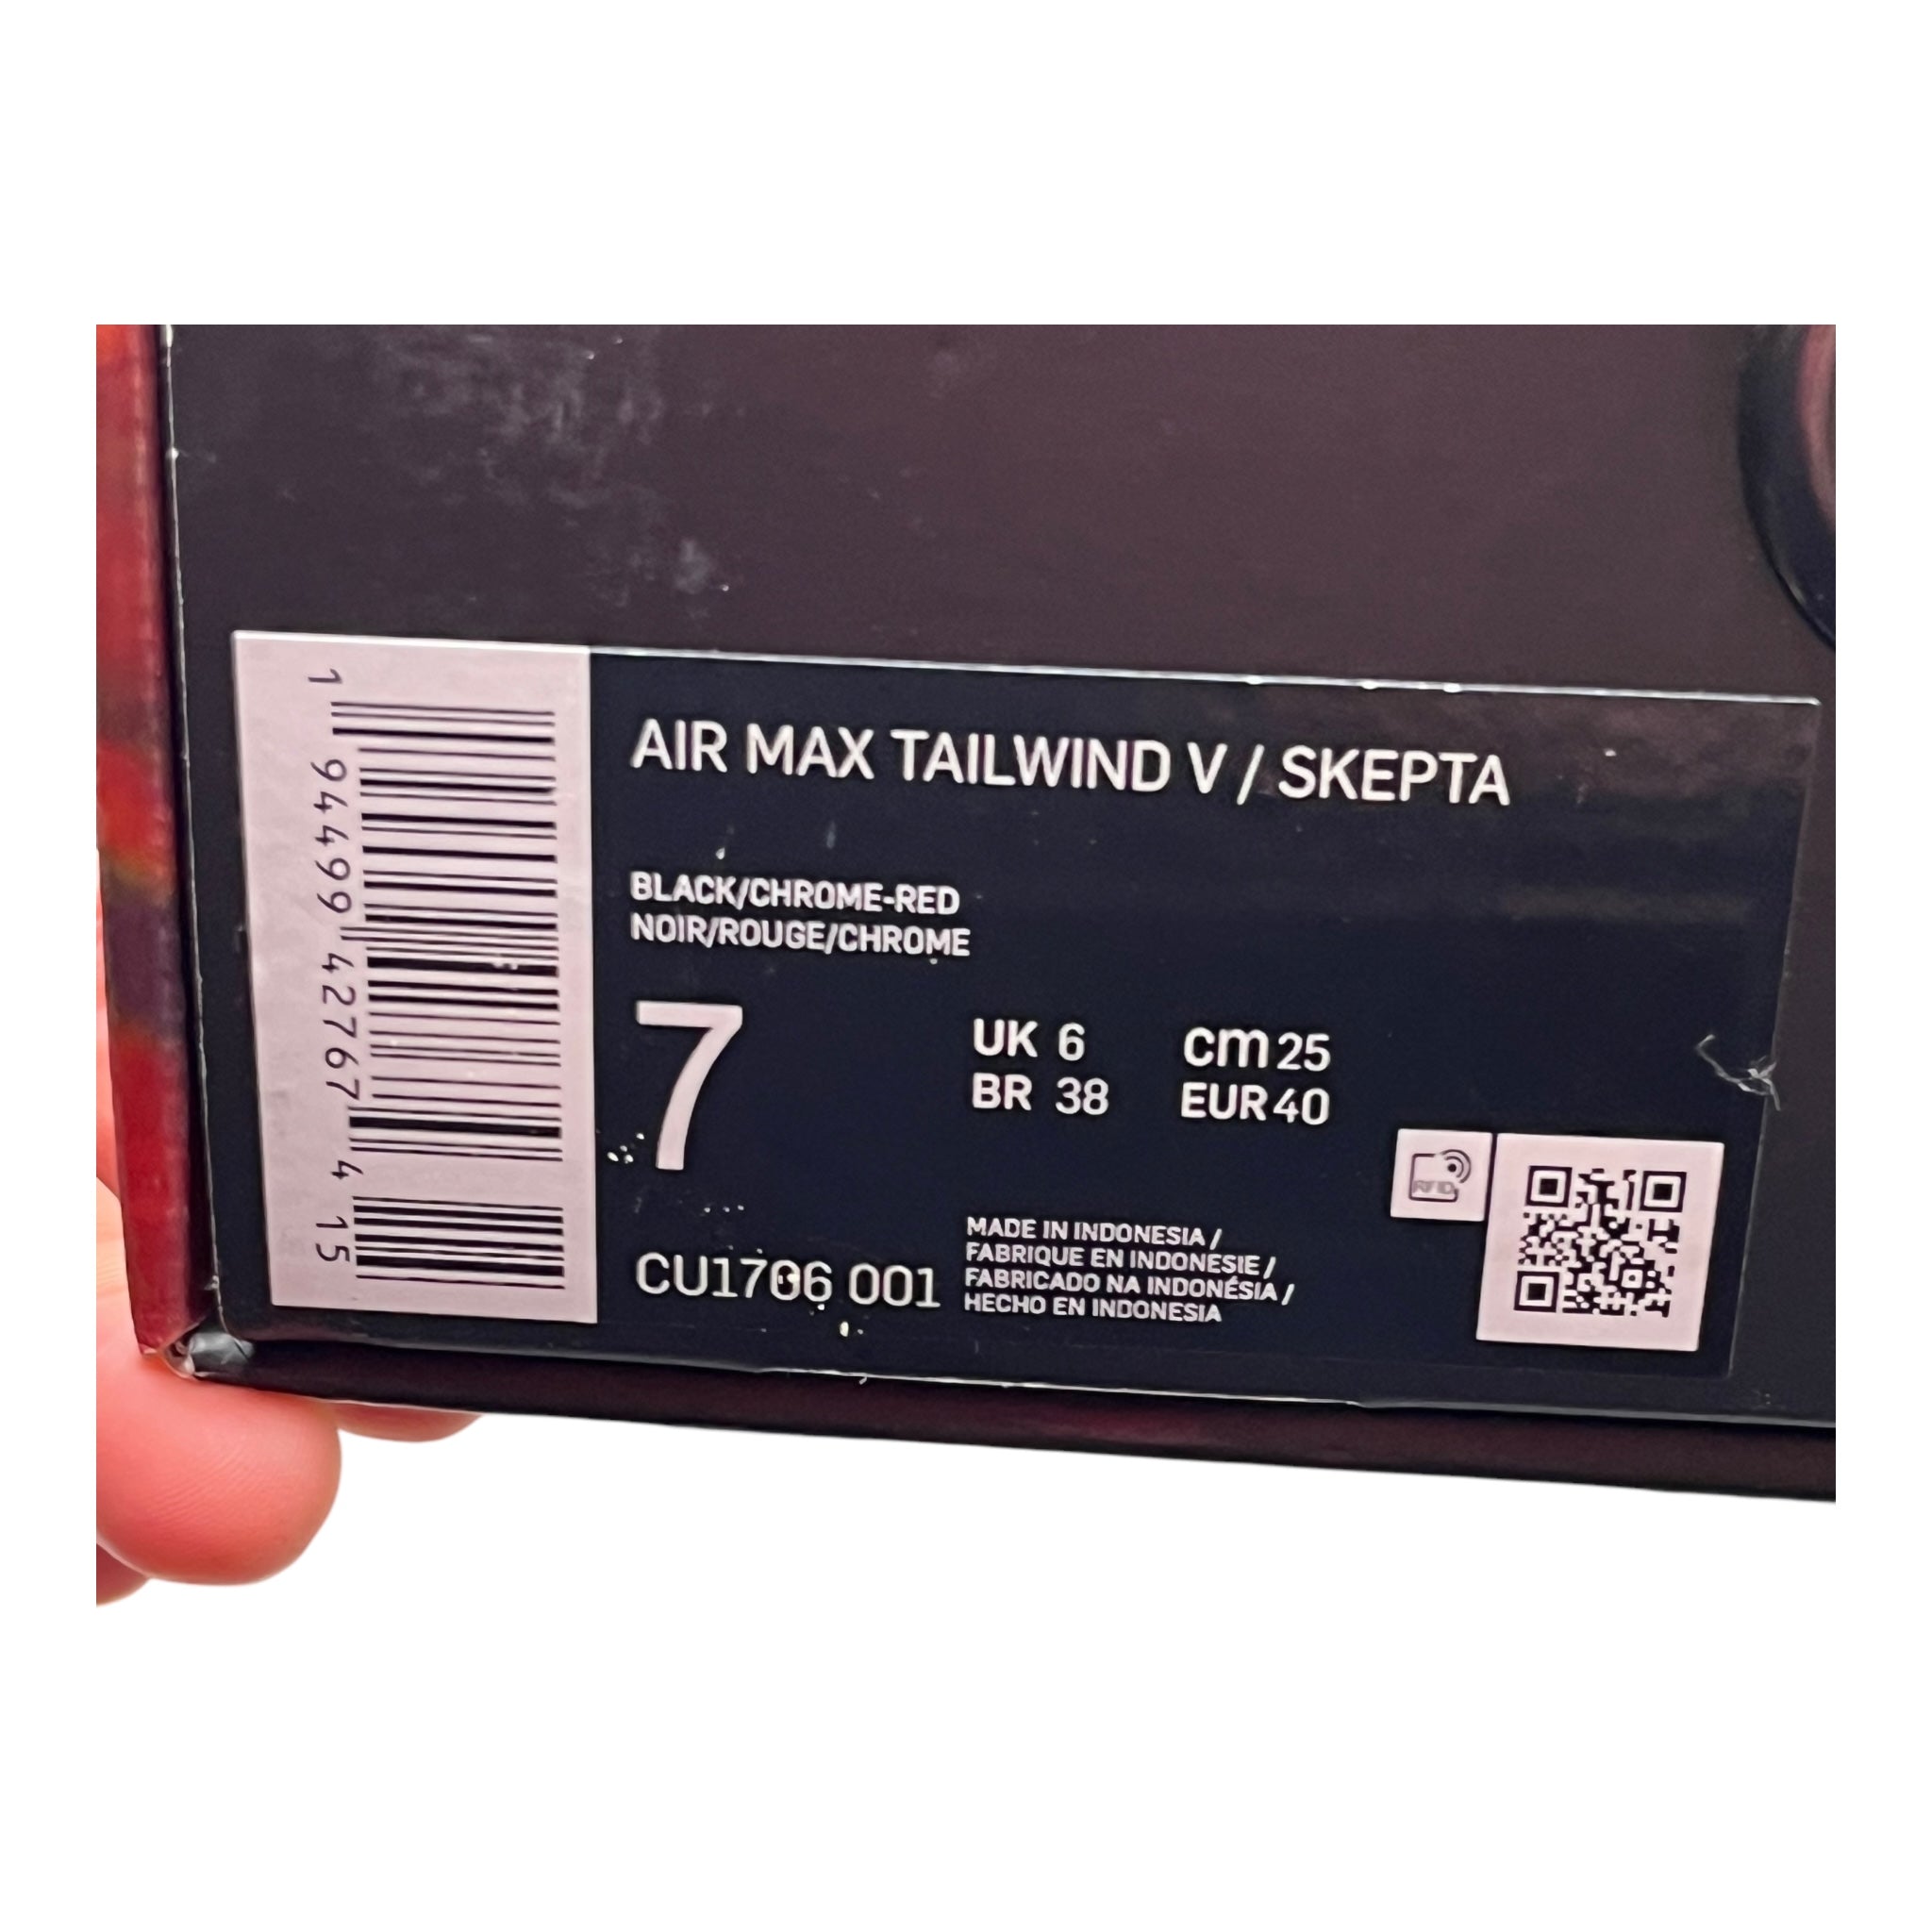 1 94499 42767 4 15
AIR MAX TAILWIND V / SKEPTA
BLACK/CHROME-RED
NOIR/ROUGE/CHROME
7
UK 6 cm 25
BR 38 EUR 40
RFID
CU1706 001
MADE IN INDONESIA /
FABRIQUE EN INDONESIE /
FABRICADO NA INDONÉSIA /
HECHO EN INDONESIA